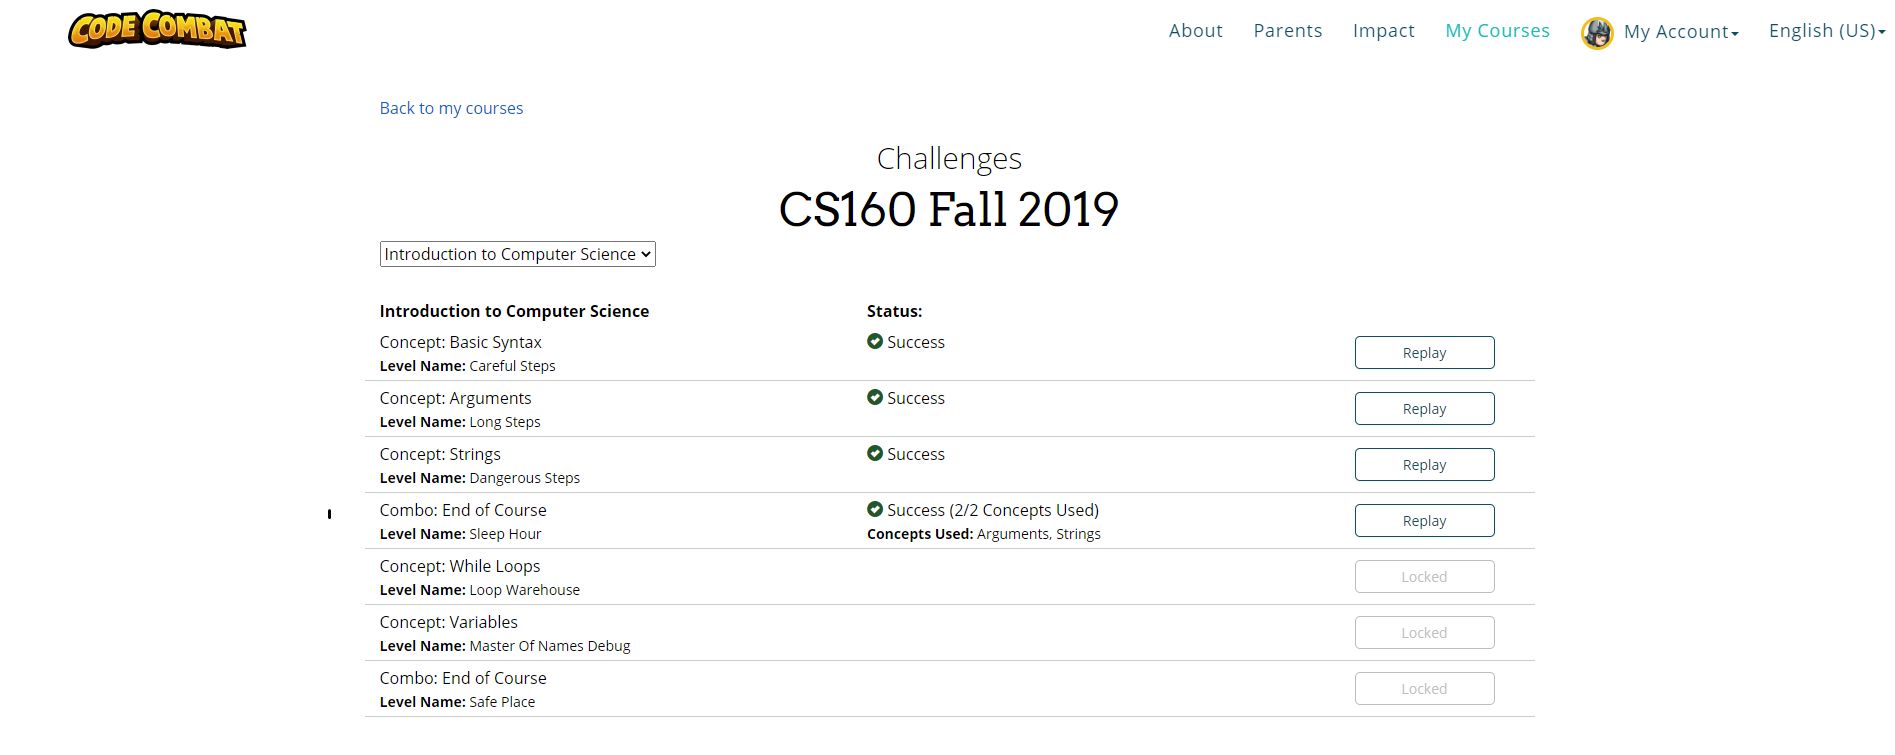 CODE COMBAT
About Parents Impact My Courses My Account English (US)
Back to my courses
Challenges
CS160 Fall 2019
Introduction to Computer Science
Introduction to Computer Science Status:
Concept: Basic Syntax Success Replay
Level Name: Careful Steps
Concept: Arguments Success Replay
Level Name: Long Steps
Concept: Strings Success Replay
Level Name: Dangerous Steps
Combo: End of Course Success (2/2 Concepts Used) Replay
Level Name: Sleep Hour Concepts Used: Arguments, Strings
Concept: While Loops Locked
Level Name: Loop Warehouse
Concept: Variables Locked
Level Name: Master Of Names Debug
Combo: End of Course Locked
Level Name: Safe Place